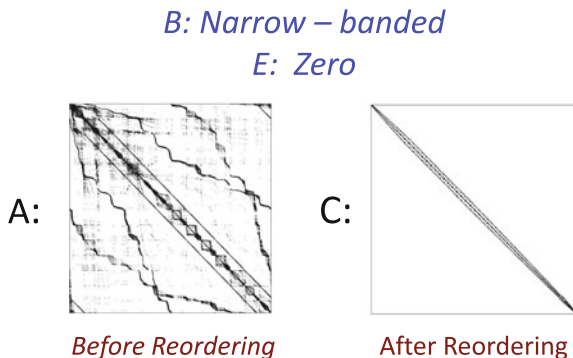 B: Narrow – banded
E: Zero
A:
C:
Before Reordering
After Reordering